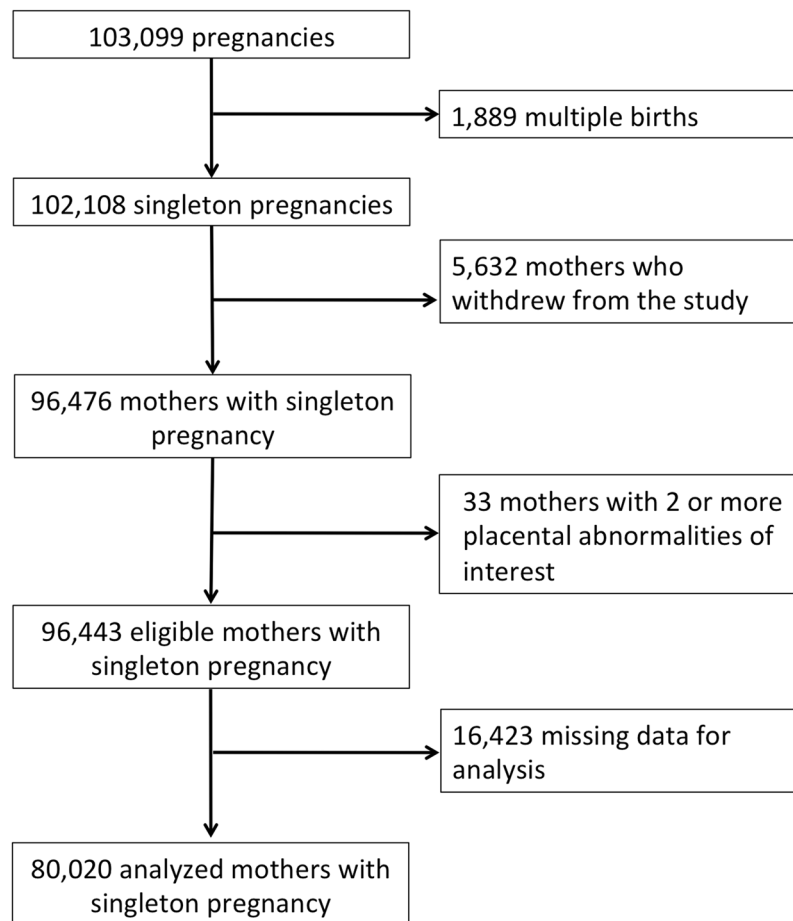 103,099 pregnancies
1,889 multiple births
102,108 singleton pregnancies
5,632 mothers who
withdrew from the study
96,476 mothers with singleton
pregnancy
33 mothers with 2 or more
placental abnormalities of
interest
96,443 eligible mothers with
singleton pregnancy
16,423 missing data for
analysis
80,020 analyzed mothers with
singleton pregnancy